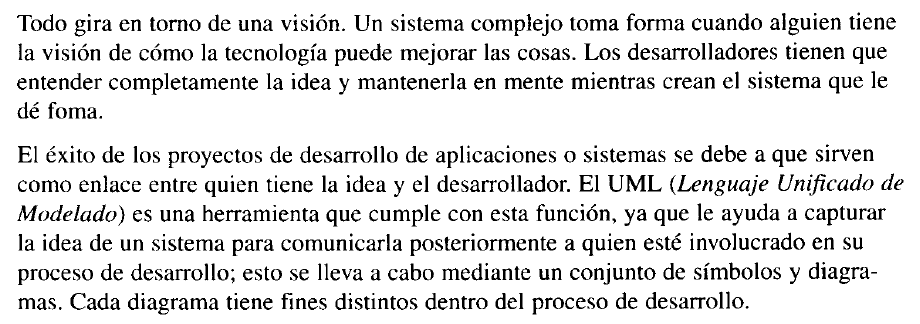 Todo gira en torno de una visión. Un sistema complejo toma forma cuando alguien tiene
la visión de cómo la tecnología puede mejorar las cosas. Los desarrolladores tienen que
entender completamente la idea y mantenerla en mente mientras crean el sistema que le
dé foma.
El éxito de los proyectos de desarrollo de aplicaciones o sistemas se debe a que sirven
como enlace entre quien tiene la idea y el desarrollador. El UML (Lenguaje Unificado de
Modelado) es una herramienta que cumple con esta función, ya que le ayuda a capturar
la idea de un sistema para comunicarla posteriormente a quien esté involucrado en su
proceso de desarrollo; esto se lleva a cabo mediante un conjunto de símbolos y diagra-
mas. Cada diagrama tiene fines distintos dentro del proceso de desarrollo.